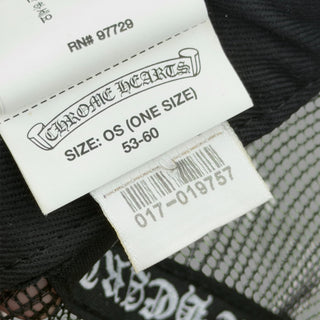 RN# 97729
CHROME HEARTS
SIZE: OS (ONE SIZE)
53-60
017-019757